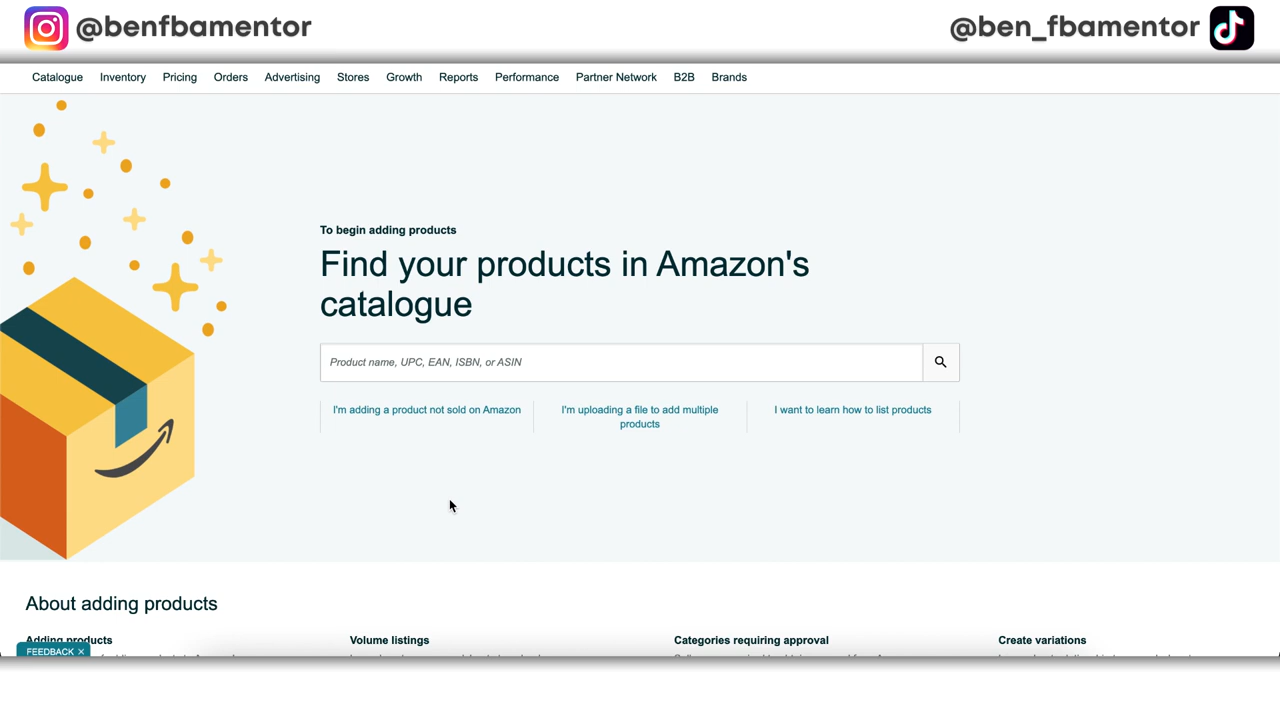 @benfbamentor
@ben_fbamentor
Catalogue Inventory Pricing Orders Advertising Stores Growth Reports Performance Partner Network B2B Brands
To begin adding products
Find your products in Amazon's
catalogue
Product name, UPC, EAN, ISBN, or ASIN
I'm adding a product not sold on Amazon
I'm uploading a file to add multiple
products
I want to learn how to list products
About adding products
Adding products
Volume listings
Categories requiring approval
Create variations
FEEDBACK ×